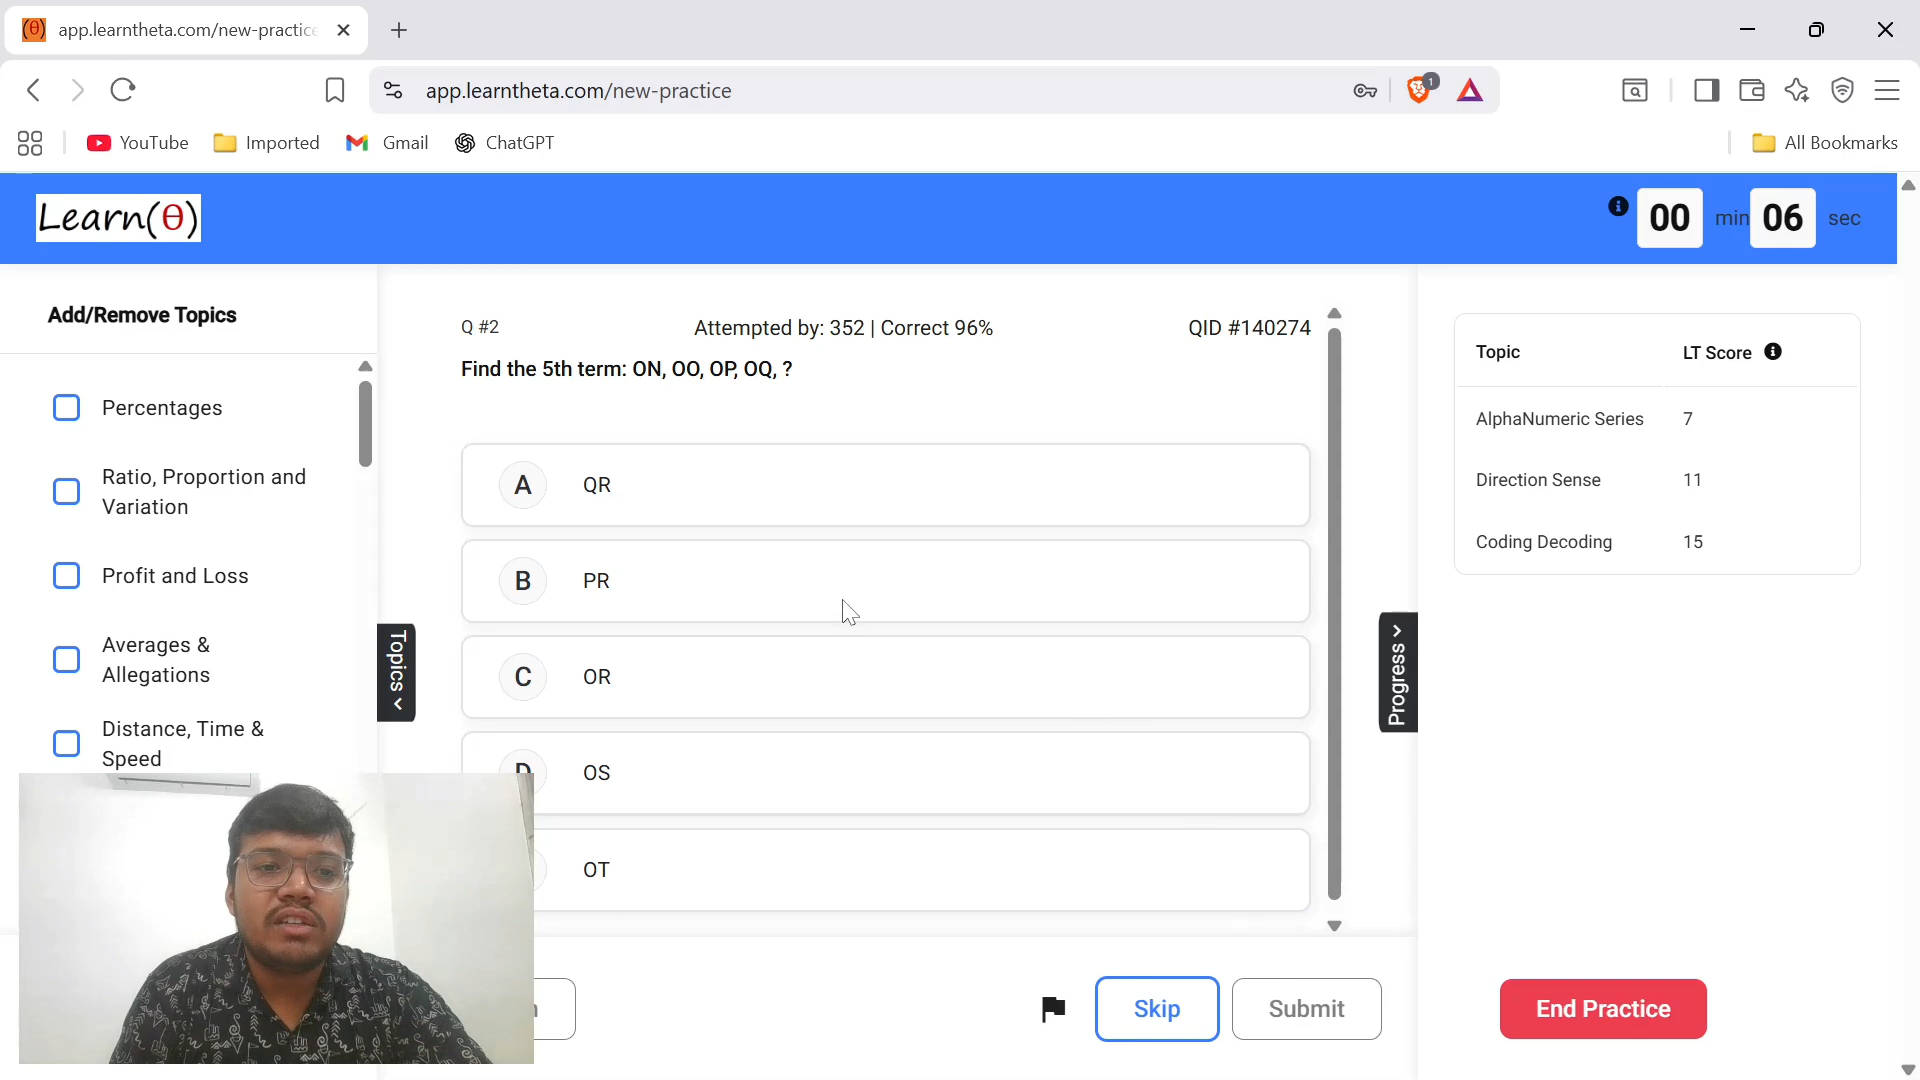 (θ) app.learntheta.com/new-practice
app.learntheta.com/new-practice
1
YouTube
Imported
Gmail
ChatGPT
All Bookmarks
Learn(θ)
00 min 06 sec
Add/Remove Topics
Percentages
Ratio, Proportion and
Variation
Profit and Loss
Averages &
Allegations
Distance, Time &
Speed
Topics
Q #2
Attempted by: 352 | Correct 96%
QID #140274
Find the 5th term: ON, OO, OP, OQ, ?
A QR
B PR
C OR
D OS
OT
Skip
Submit
Progress
Topic LT Score
AlphaNumeric Series 7
Direction Sense 11
Coding Decoding 15
End Practice